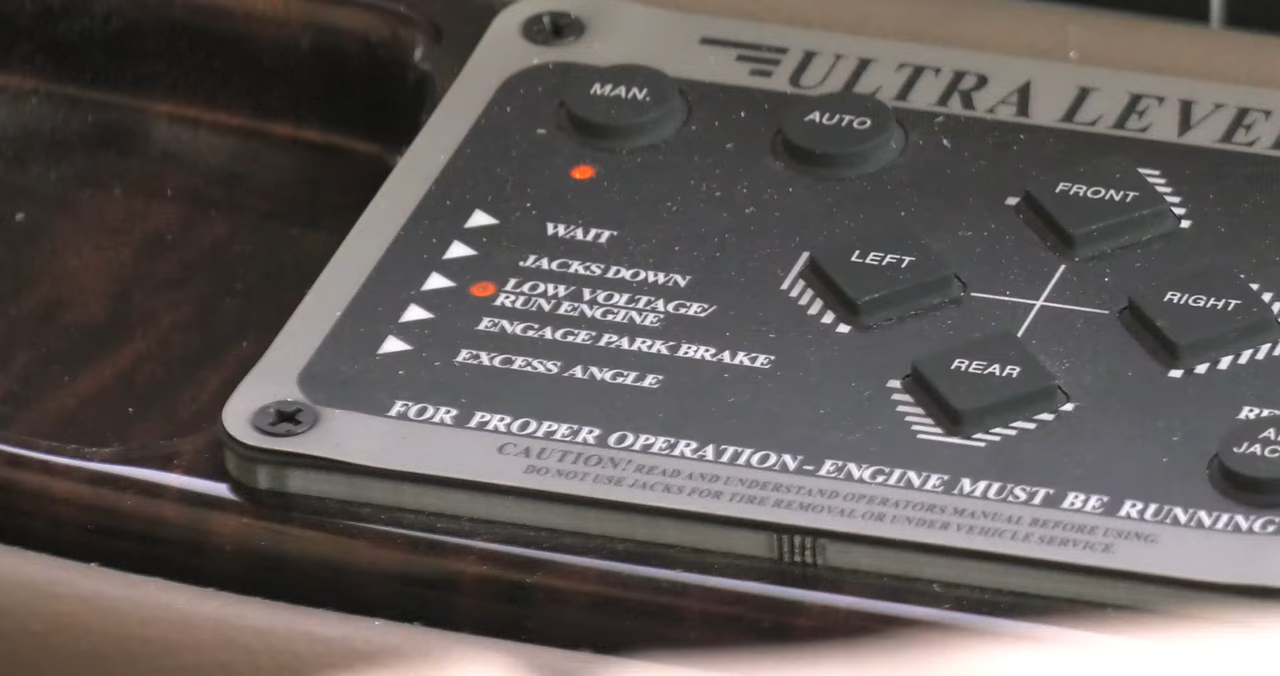 ULTRA LEVE
MAN.
AUTO
FRONT
LEFT
RIGHT
REAR
WAIT
JACKS DOWN
LOW VOLTAGE/
RUN ENGINE
ENGAGE PARK BRAKE
EXCESS ANGLE
FOR PROPER OPERATION - ENGINE MUST BE RUNNING
CAUTION! READ AND UNDERSTAND OPERATORS MANUAL BEFORE USING.
DO NOT USE JACKS FOR TIRE REMOVAL OR UNDER VEHICLE SERVICE.